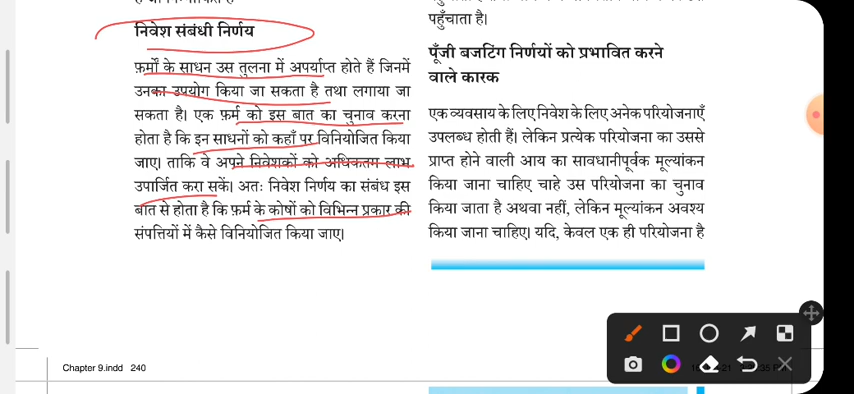 निवेश संबंधी निर्णय
फ़र्मों के साधन उस तुलना में अपर्याप्त होते हैं जिनमें
उनका उपयोग किया जा सकता है तथा लगाया जा
सकता है। एक फ़र्म को इस बात का चुनाव करना
होता है कि इन साधनों को कहाँ पर विनियोजित किया
जाए। ताकि वे अपने निवेशकों को अधिकतम लाभ
उपार्जित करा सकें। अतः निवेश निर्णय का संबंध इस
बात से होता है कि फ़र्म के कोषों को विभिन्न प्रकार की
संपत्तियों में कैसे विनियोजित किया जाए।
पहुँचाता है।
पूँजी बजटिंग निर्णयों को प्रभावित करने
वाले कारक
एक व्यवसाय के लिए निवेश के लिए अनेक परियोजनाएँ
उपलब्ध होती हैं। लेकिन प्रत्येक परियोजना का उससे
प्राप्त होने वाली आय का सावधानीपूर्वक मूल्यांकन
किया जाना चाहिए चाहे उस परियोजना का चुनाव
किया जाता है अथवा नहीं, लेकिन मूल्यांकन अवश्य
किया जाना चाहिए। यदि, केवल एक ही परियोजना है
Chapter 9.indd 240